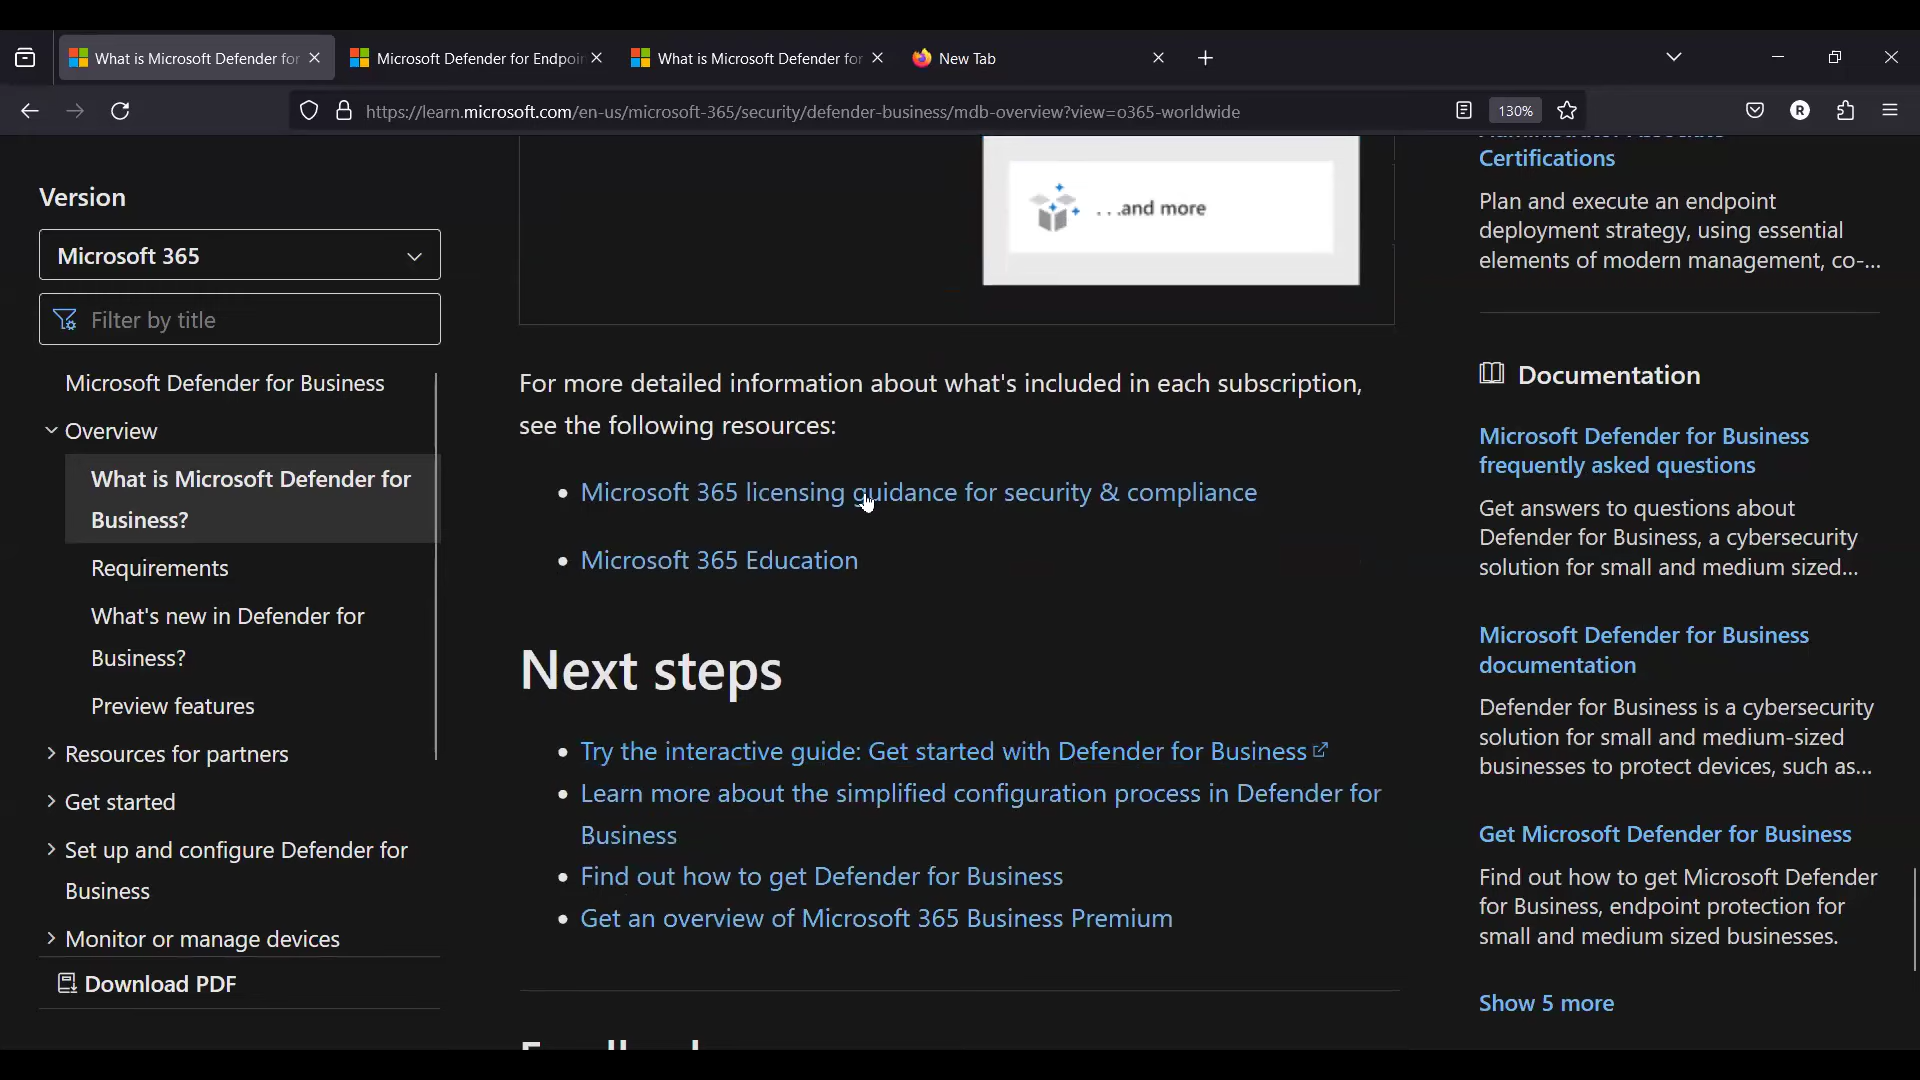 What is Microsoft Defender for
Microsoft Defender for Endpoi
What is Microsoft Defender for
New Tab
https://learn.microsoft.com/en-us/microsoft-365/security/defender-business/mdb-overview?view=o365-worldwide
130%
R
Version
Microsoft 365
Filter by title
Microsoft Defender for Business
Overview
What is Microsoft Defender for
Business?
Requirements
What's new in Defender for
Business?
Preview features
Resources for partners
Get started
Set up and configure Defender for
Business
Monitor or manage devices
Download PDF
. . .and more
For more detailed information about what's included in each subscription,
see the following resources:
• Microsoft 365 licensing guidance for security & compliance
• Microsoft 365 Education
Next steps
• Try the interactive guide: Get started with Defender for Business
• Learn more about the simplified configuration process in Defender for
Business
• Find out how to get Defender for Business
• Get an overview of Microsoft 365 Business Premium
Certifications
Plan and execute an endpoint
deployment strategy, using essential
elements of modern management, co-...
Documentation
Microsoft Defender for Business
frequently asked questions
Get answers to questions about
Defender for Business, a cybersecurity
solution for small and medium sized...
Microsoft Defender for Business
documentation
Defender for Business is a cybersecurity
solution for small and medium-sized
businesses to protect devices, such as...
Get Microsoft Defender for Business
Find out how to get Microsoft Defender
for Business, endpoint protection for
small and medium sized businesses.
Show 5 more